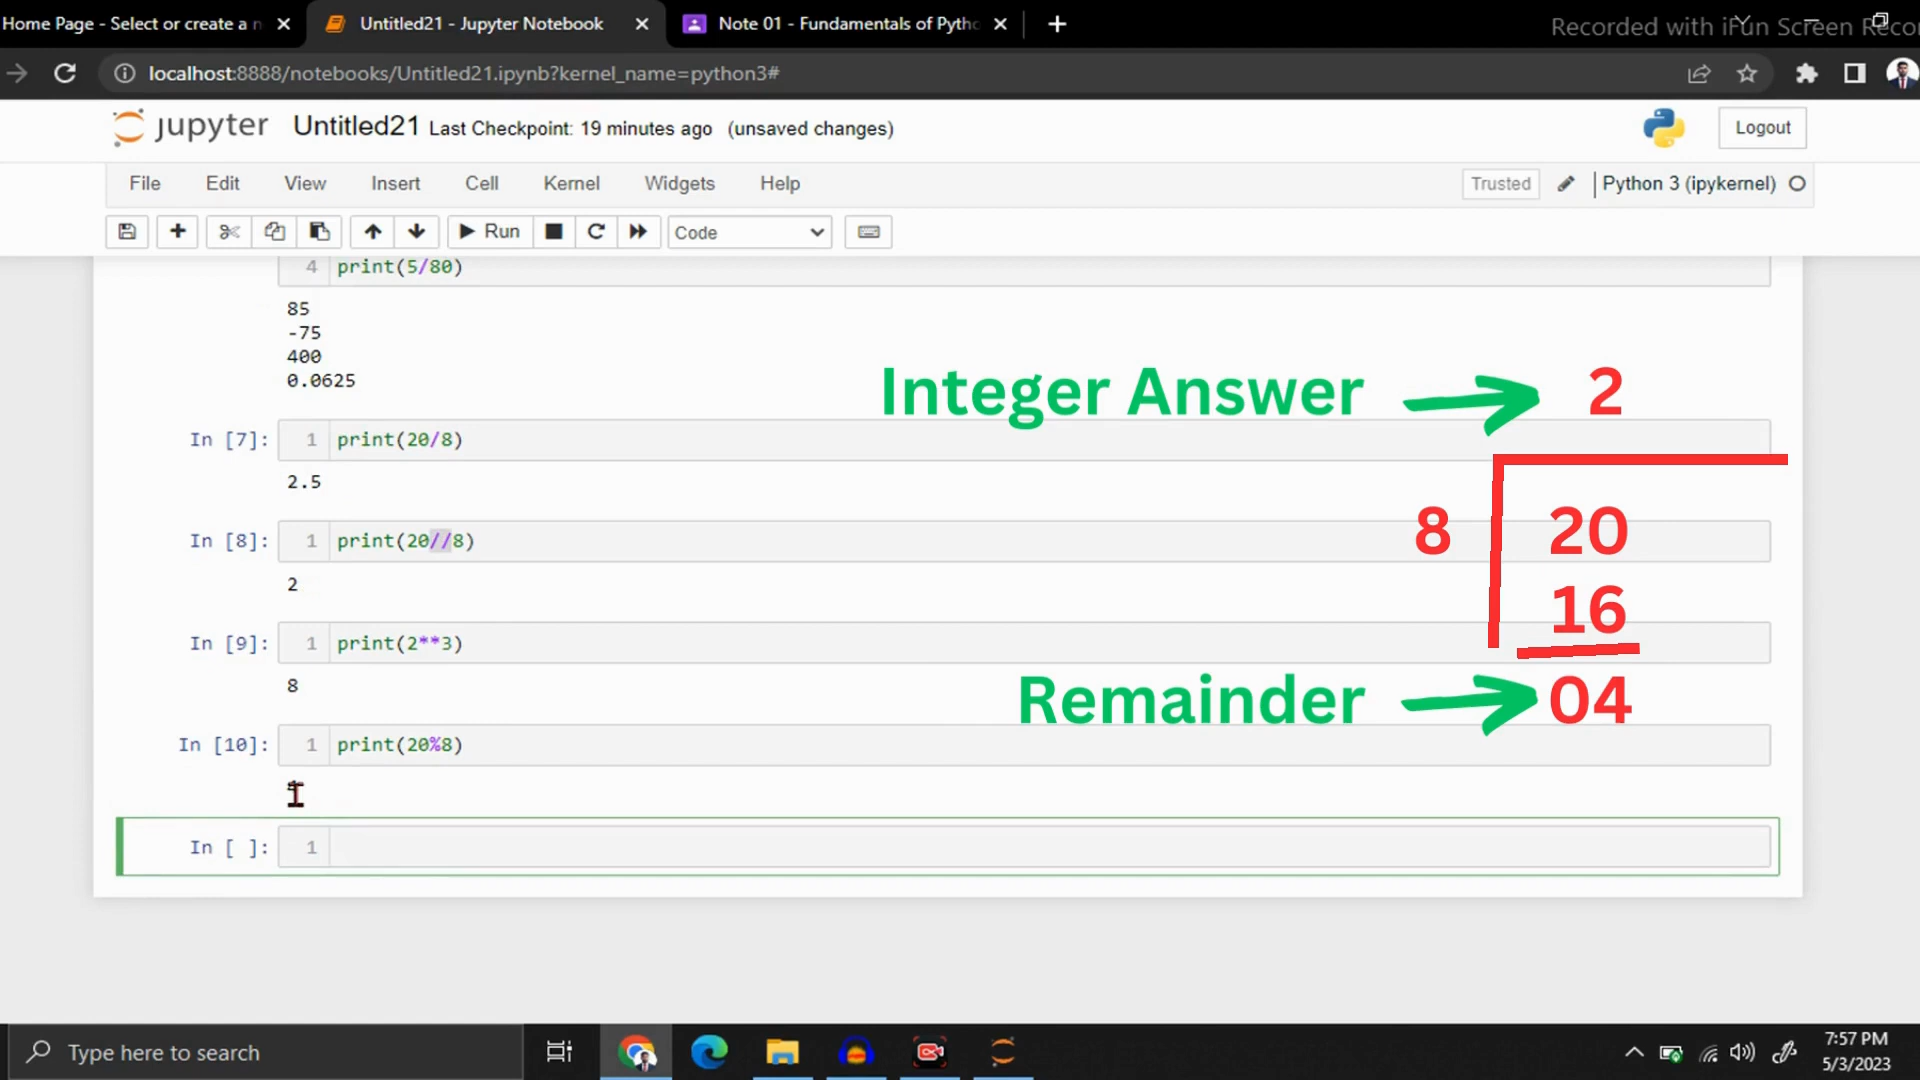 Home Page - Select or create a n
Untitled21 - Jupyter Notebook
Note 01 - Fundamentals of Pytho
Recorded with iFun Screen Reco
localhost:8888/notebooks/Untitled21.ipynb?kernel_name=python3#
jupyter Untitled21 Last Checkpoint: 19 minutes ago (unsaved changes)
Logout
File Edit View Insert Cell Kernel Widgets Help
Trusted Python 3 (ipykernel)
Run Code
4 print(5/80)
85
-75
400
0.0625
Integer Answer 2
In [7]: 1 print(20/8)
2.5
8 20
In [8]: 1 print(20//8)
2
16
In [9]: 1 print(2**3)
8
Remainder 04
In [10]: 1 print(20%8)
In [ ]: 1
Type here to search
7:57 PM
5/3/2023